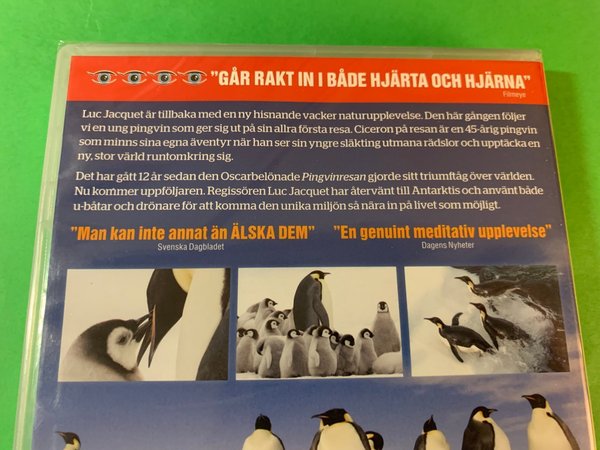 "GÅR RAKT IN I BÅDE HJÄRTA OCH HJÄRNA"
Filmeye
Luc Jacquet är tillbaka med en ny hisnande vacker naturupplevelse. Den här gången följer
vi en ung pingvin som ger sig ut på sin allra första resa. Ciceron på resan är en 45-årig pingvin
som minns sina egna äventyr när han ser sin yngre släkting utmana rädslor och upptäcka en
ny, stor värld runtomkring sig.
Det har gått 12 år sedan den Oscarbelönade Pingvinresan gjorde sitt triumftåg över världen.
Nu kommer uppföljaren. Regissören Luc Jacquet har återvänt till Antarktis och använt både
u-båtar och drönare för att komma den unika miljön så nära in på livet som möjligt.
"Man kan inte annat än ÄLSKA DEM"
Svenska Dagbladet
"En genuint meditativ upplevelse"
Dagens Nyheter